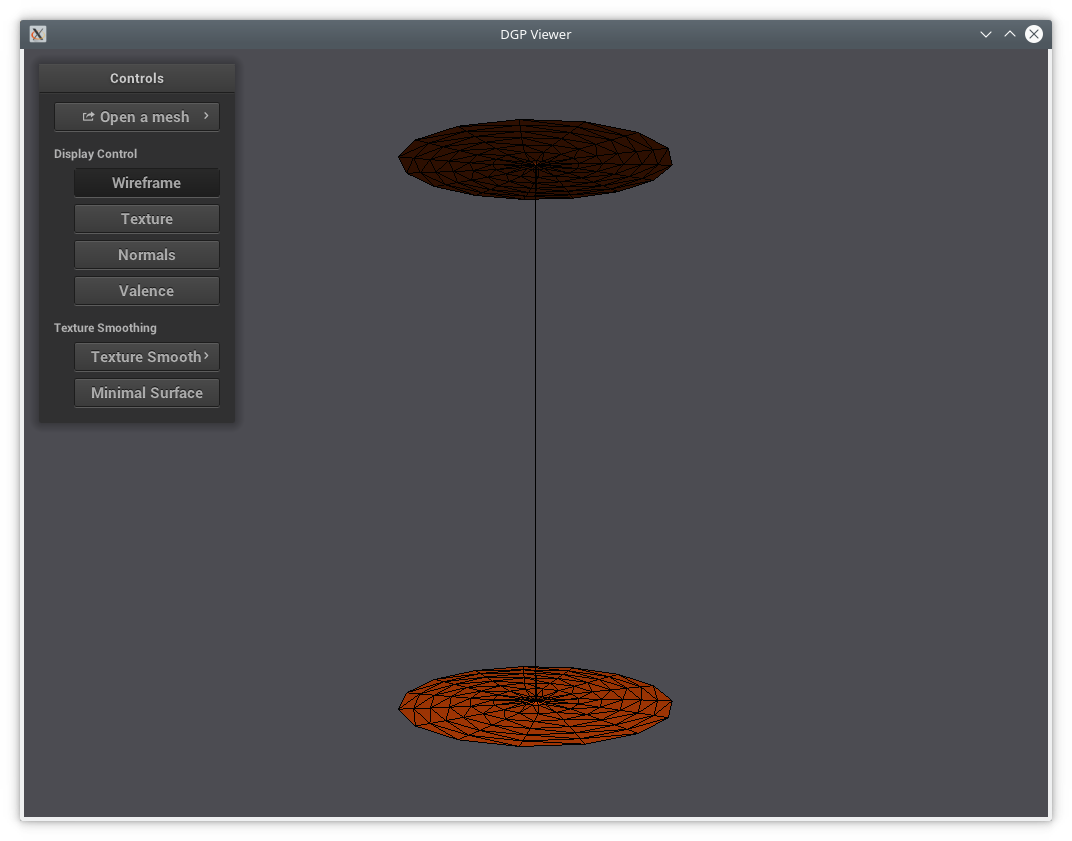 DGP Viewer
Controls
Open a mesh
Display Control
Wireframe
Texture
Normals
Valence
Texture Smoothing
Texture Smooth
Minimal Surface